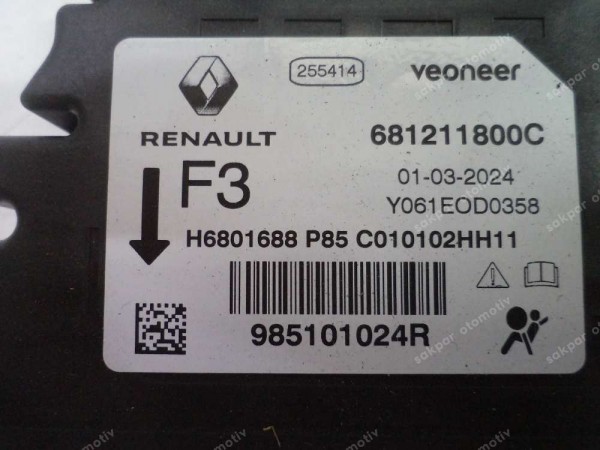 255414
veoneer
RENAULT
681211800C
F3
01-03-2024
Y061EOD0358
H6801688 P85 C010102HH11
985101024R
sakpar otomotiv